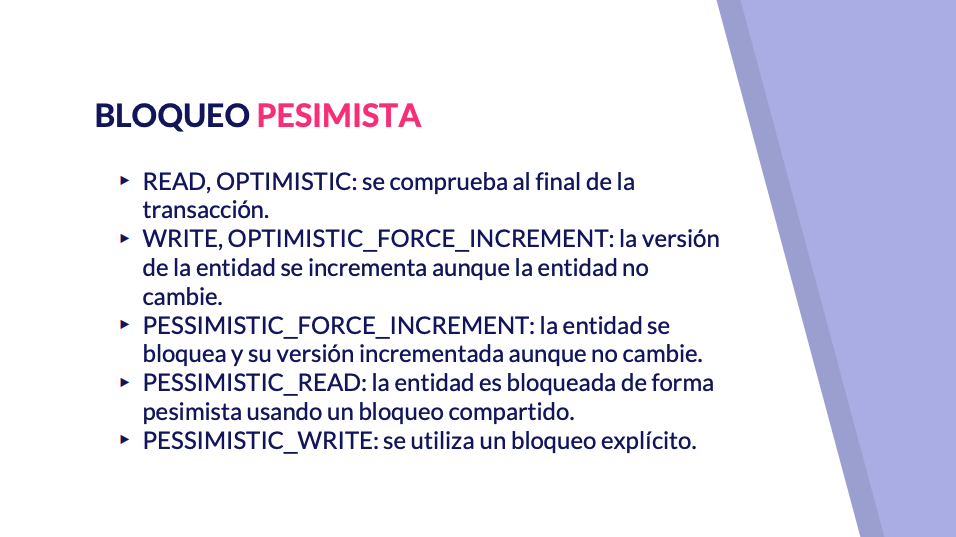 BLOQUEO PESIMISTA
‣ READ, OPTIMISTIC: se comprueba al final de la
transacción.
‣ WRITE, OPTIMISTIC_FORCE_INCREMENT: la versión
de la entidad se incrementa aunque la entidad no
cambie.
‣ PESSIMISTIC_FORCE_INCREMENT: la entidad se
bloquea y su versión incrementada aunque no cambie.
‣ PESSIMISTIC_READ: la entidad es bloqueada de forma
pesimista usando un bloqueo compartido.
‣ PESSIMISTIC_WRITE: se utiliza un bloqueo explícito.